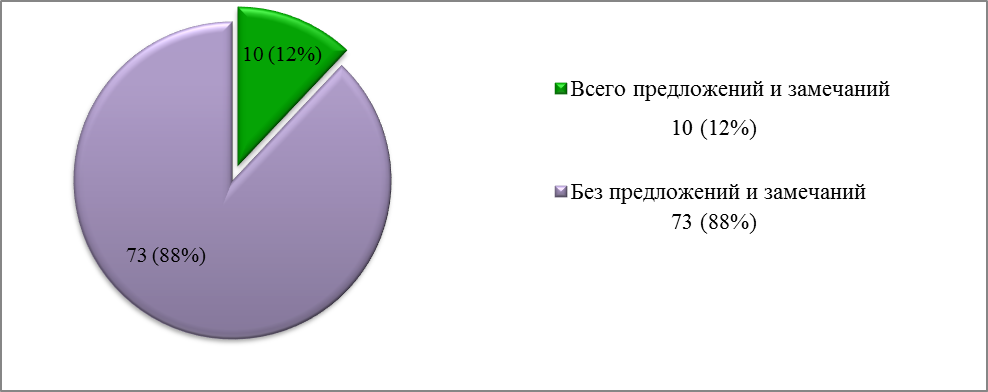 10 (12%)
73 (88%)
Всего предложений и замечаний
10 (12%)
Без предложений и замечаний
73 (88%)